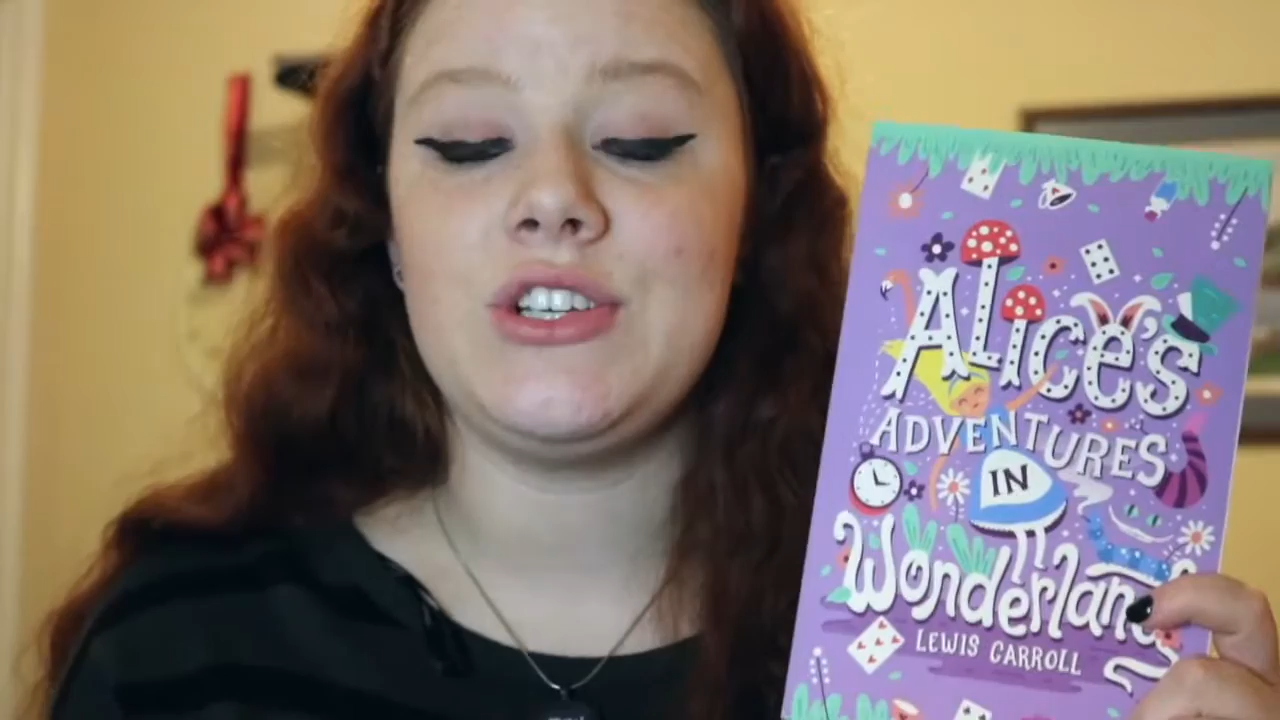 Alice's
ADVENTURES
IN
Wonderland
LEWIS CARROLL